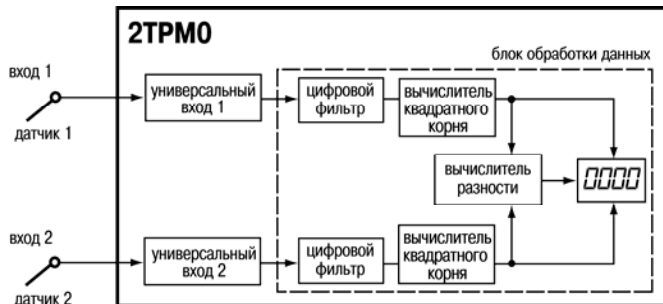 2ТРМ0
блок обработки данных
вход 1
датчик 1
универсальный
вход 1
цифровой
фильтр
вычислитель
квадратного
корня
вычислитель
разности
0000
вход 2
датчик 2
универсальный
вход 2
цифровой
фильтр
вычислитель
квадратного
корня